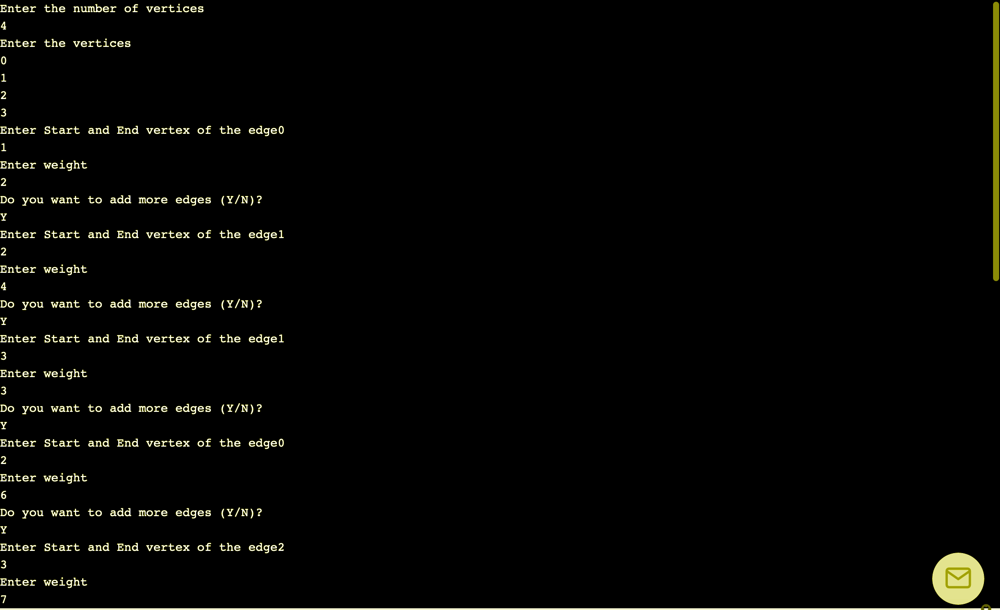 Enter the number of vertices
4
Enter the vertices
0
1
2
3
Enter Start and End vertex of the edge0
1
Enter weight
2
Do you want to add more edges (Y/N)?
Y
Enter Start and End vertex of the edge1
2
Enter weight
4
Do you want to add more edges (Y/N)?
Y
Enter Start and End vertex of the edge1
3
Enter weight
3
Do you want to add more edges (Y/N)?
Y
Enter Start and End vertex of the edge0
2
Enter weight
6
Do you want to add more edges (Y/N)?
Y
Enter Start and End vertex of the edge2
3
Enter weight
7